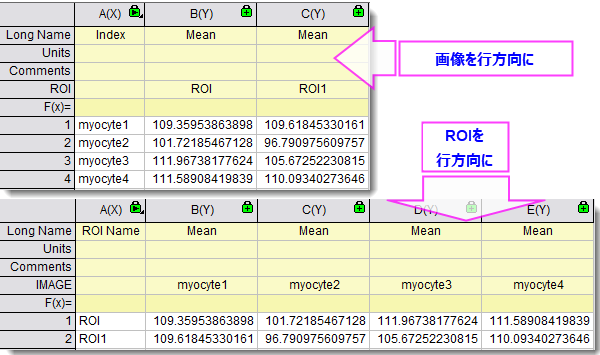 A(X) B(Y) C(Y)
Long Name Index Mean Mean
Units
Comments
ROI ROI ROI1
F(x)=
1 myocyte1 109.35953863898 109.61845330161
2 myocyte2 101.72185467128 96.790975609757
3 myocyte3 111.96738177624 105.67252230815
4 myocyte4 111.58908419839 110.09340273646
画像を行方向に
ROIを
行方向に
A(X) B(Y) C(Y) D(Y) E(Y)
Long Name ROI Name Mean Mean Mean Mean
Units
Comments
IMAGE myocyte1 myocyte2 myocyte3 myocyte4
F(x)=
1 ROI 109.35953863898 101.72185467128 111.96738177624 111.58908419839
2 ROI1 109.61845330161 96.790975609757 105.67252230815 110.09340273646